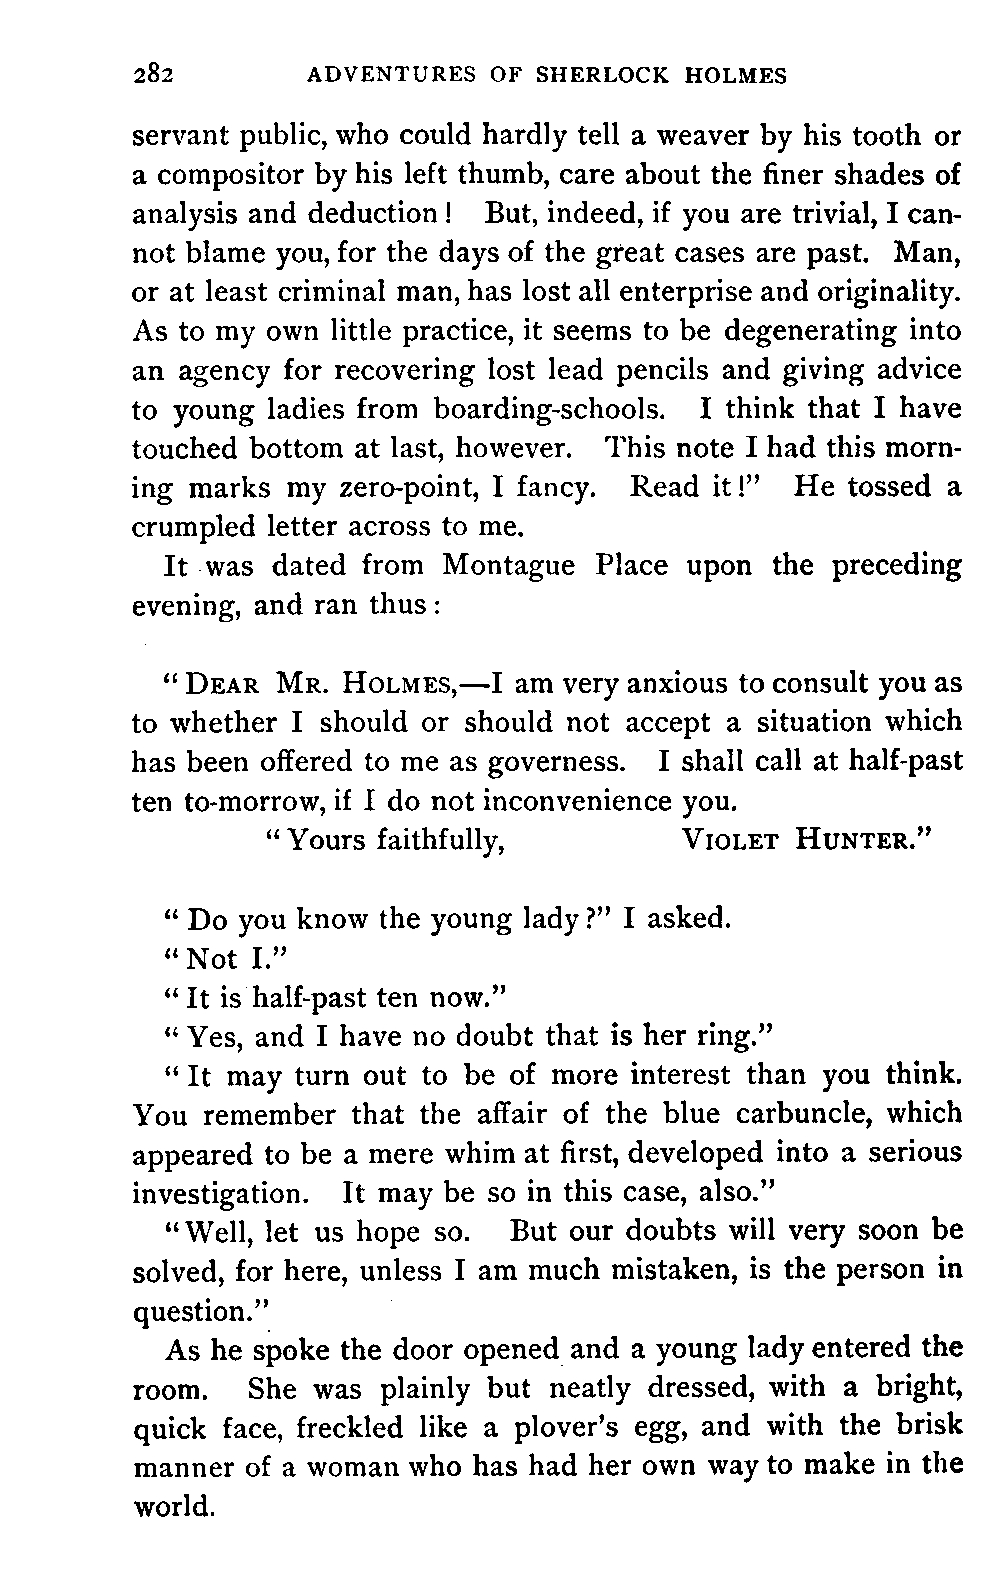 282 ADVENTURES OF SHERLOCK HOLMES
servant public, who could hardly tell a weaver by his tooth or
a compositor by his left thumb, care about the finer shades of
analysis and deduction! But, indeed, if you are trivial, I can-
not blame you, for the days of the great cases are past. Man,
or at least criminal man, has lost all enterprise and originality.
As to my own little practice, it seems to be degenerating into
an agency for recovering lost lead pencils and giving advice
to young ladies from boarding-schools. I think that I have
touched bottom at last, however. This note I had this morn-
ing marks my zero-point, I fancy. Read it!” He tossed a
crumpled letter across to me.
It was dated from Montague Place upon the preceding
evening, and ran thus:
“DEAR MR. HOLMES,—I am very anxious to consult you as
to whether I should or should not accept a situation which
has been offered to me as governess. I shall call at half-past
ten to-morrow, if I do not inconvenience you.
“Yours faithfully, VIOLET HUNTER.”
“Do you know the young lady?” I asked.
“Not I.”
“It is half-past ten now.”
“Yes, and I have no doubt that is her ring.”
“It may turn out to be of more interest than you think.
You remember that the affair of the blue carbuncle, which
appeared to be a mere whim at first, developed into a serious
investigation. It may be so in this case, also.”
“Well, let us hope so. But our doubts will very soon be
solved, for here, unless I am much mistaken, is the person in
question.”
As he spoke the door opened and a young lady entered the
room. She was plainly but neatly dressed, with a bright,
quick face, freckled like a plover’s egg, and with the brisk
manner of a woman who has had her own way to make in the
world.